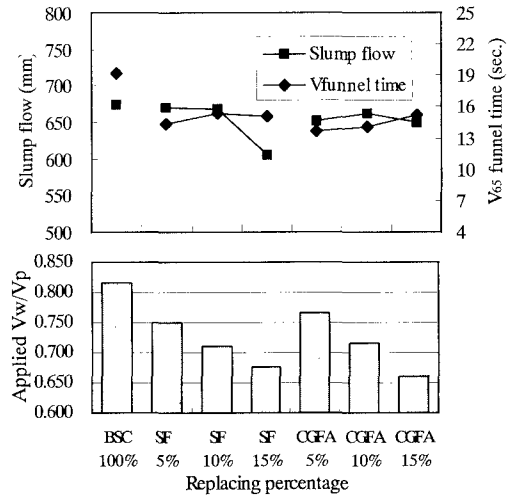 800
750
700
650
600
550
500
Slump flow (mm)
25
22
19
16
13
10
7
4
V65 funnel time (sec.)
Slump flow
Vfunnel time
0.850
0.750
0.700
0.650
0.600
Applied Vw/Vp
BSC SF SF SF CGFA CGFA CGFA
100% 5% 10% 15% 5% 10% 15%
Replacing percentage